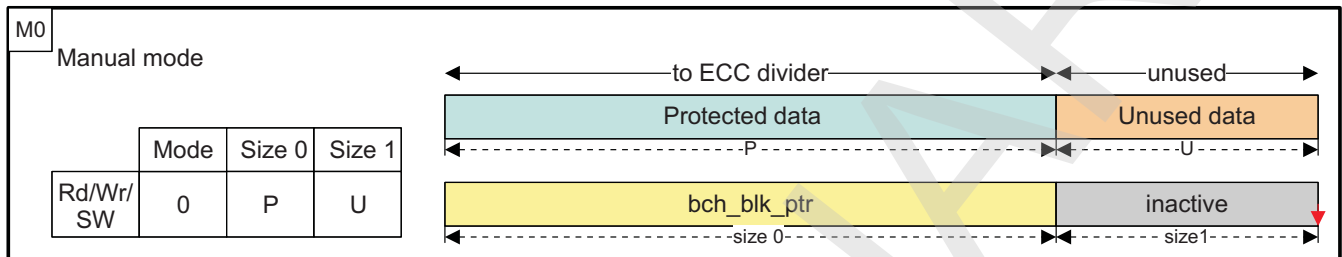 M0
Manual mode
to ECC divider
unused
Protected data
Unused data
P
U
Mode Size 0 Size 1
Rd/Wr/
SW
0 P U
bch_blk_ptr
inactive
size 0
size1